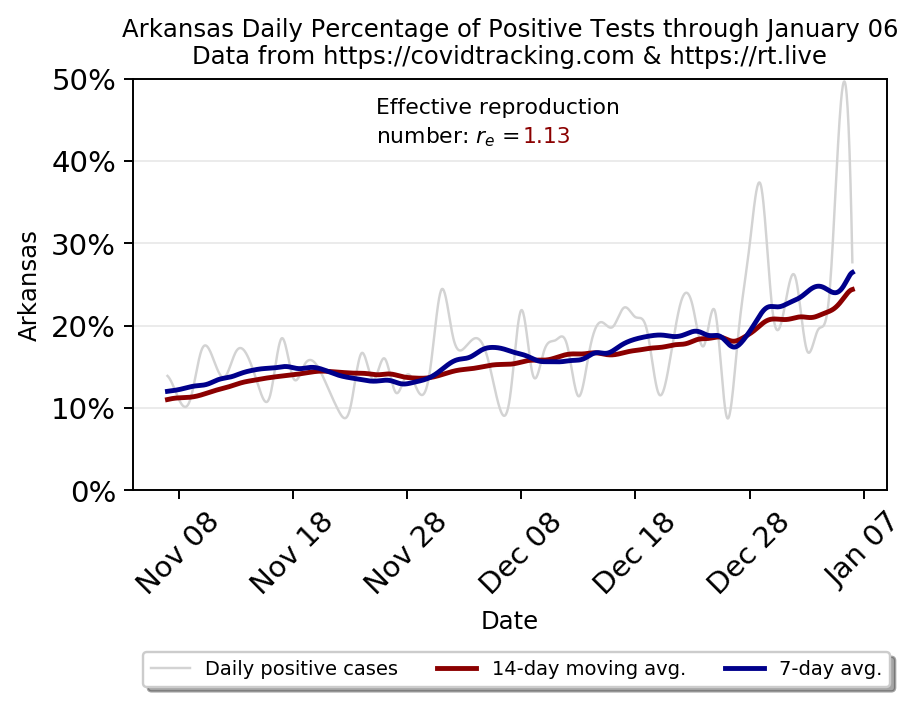 Arkansas Daily Percentage of Positive Tests through January 06
Data from https://covidtracking.com & https://rt.live
50%
Effective reproduction
number: rₑ =1.13
40%
30%
20%
10%
0%
Arkansas
Nov 08
Nov 18
Nov 28
Dec 08
Dec 18
Dec 28
Jan 07
Date
Daily positive cases
14-day moving avg.
7-day avg.